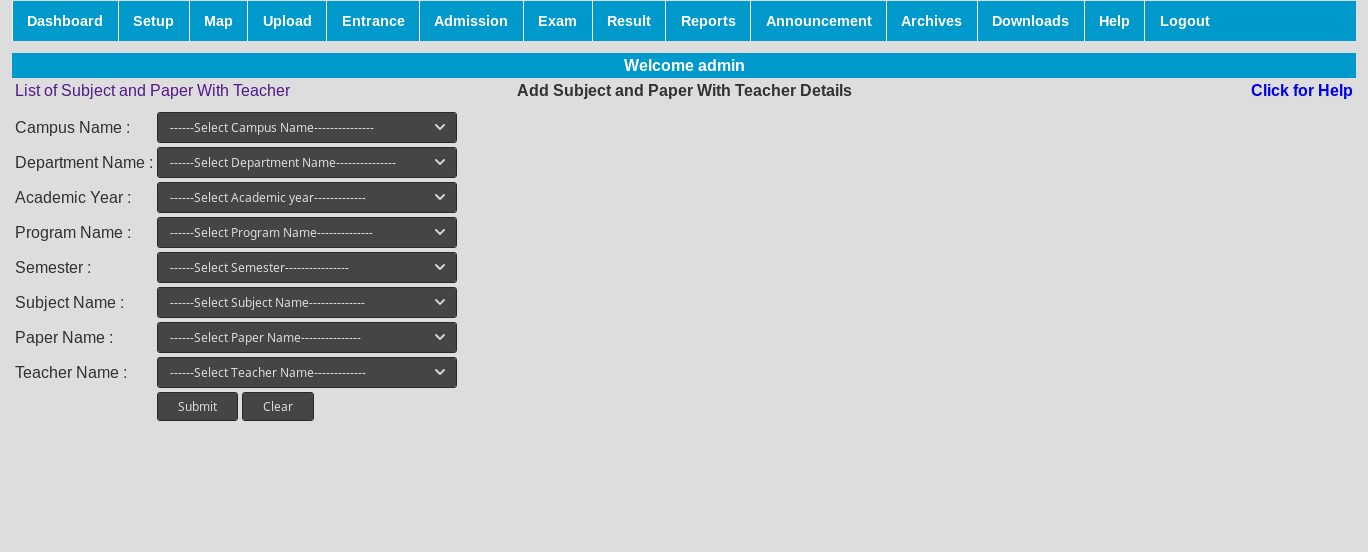 Dashboard Setup Map Upload Entrance Admission Exam Result Reports Announcement Archives Downloads Help Logout
Welcome admin
List of Subject and Paper With Teacher Add Subject and Paper With Teacher Details Click for Help
Campus Name : ------Select Campus Name---------------
Department Name : ------Select Department Name---------------
Academic Year : ------Select Academic year-------------
Program Name : ------Select Program Name--------------
Semester : ------Select Semester----------------
Subject Name : ------Select Subject Name--------------
Paper Name : ------Select Paper Name---------------
Teacher Name : ------Select Teacher Name-------------
Submit Clear